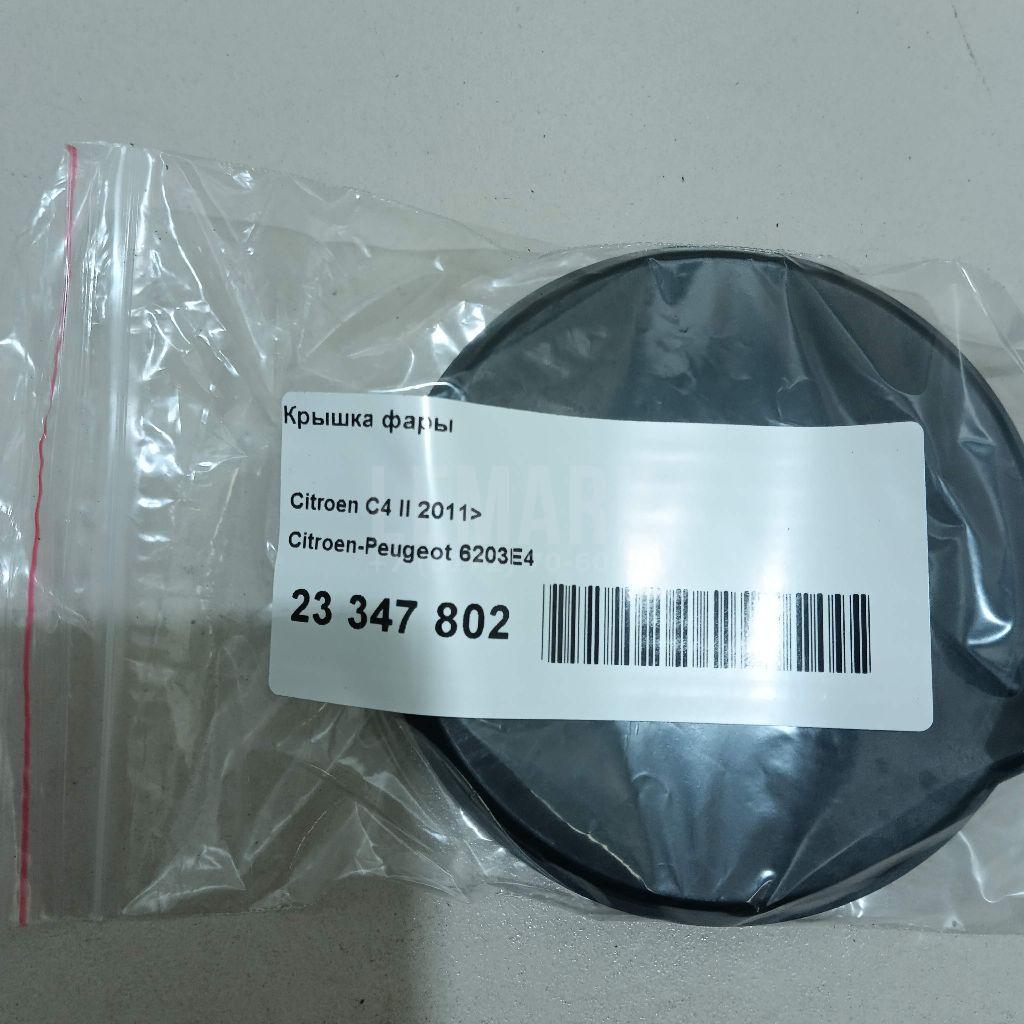 Крышка фары
Citroen C4 II 2011>
Citroen-Peugeot 6203E4
23 347 802